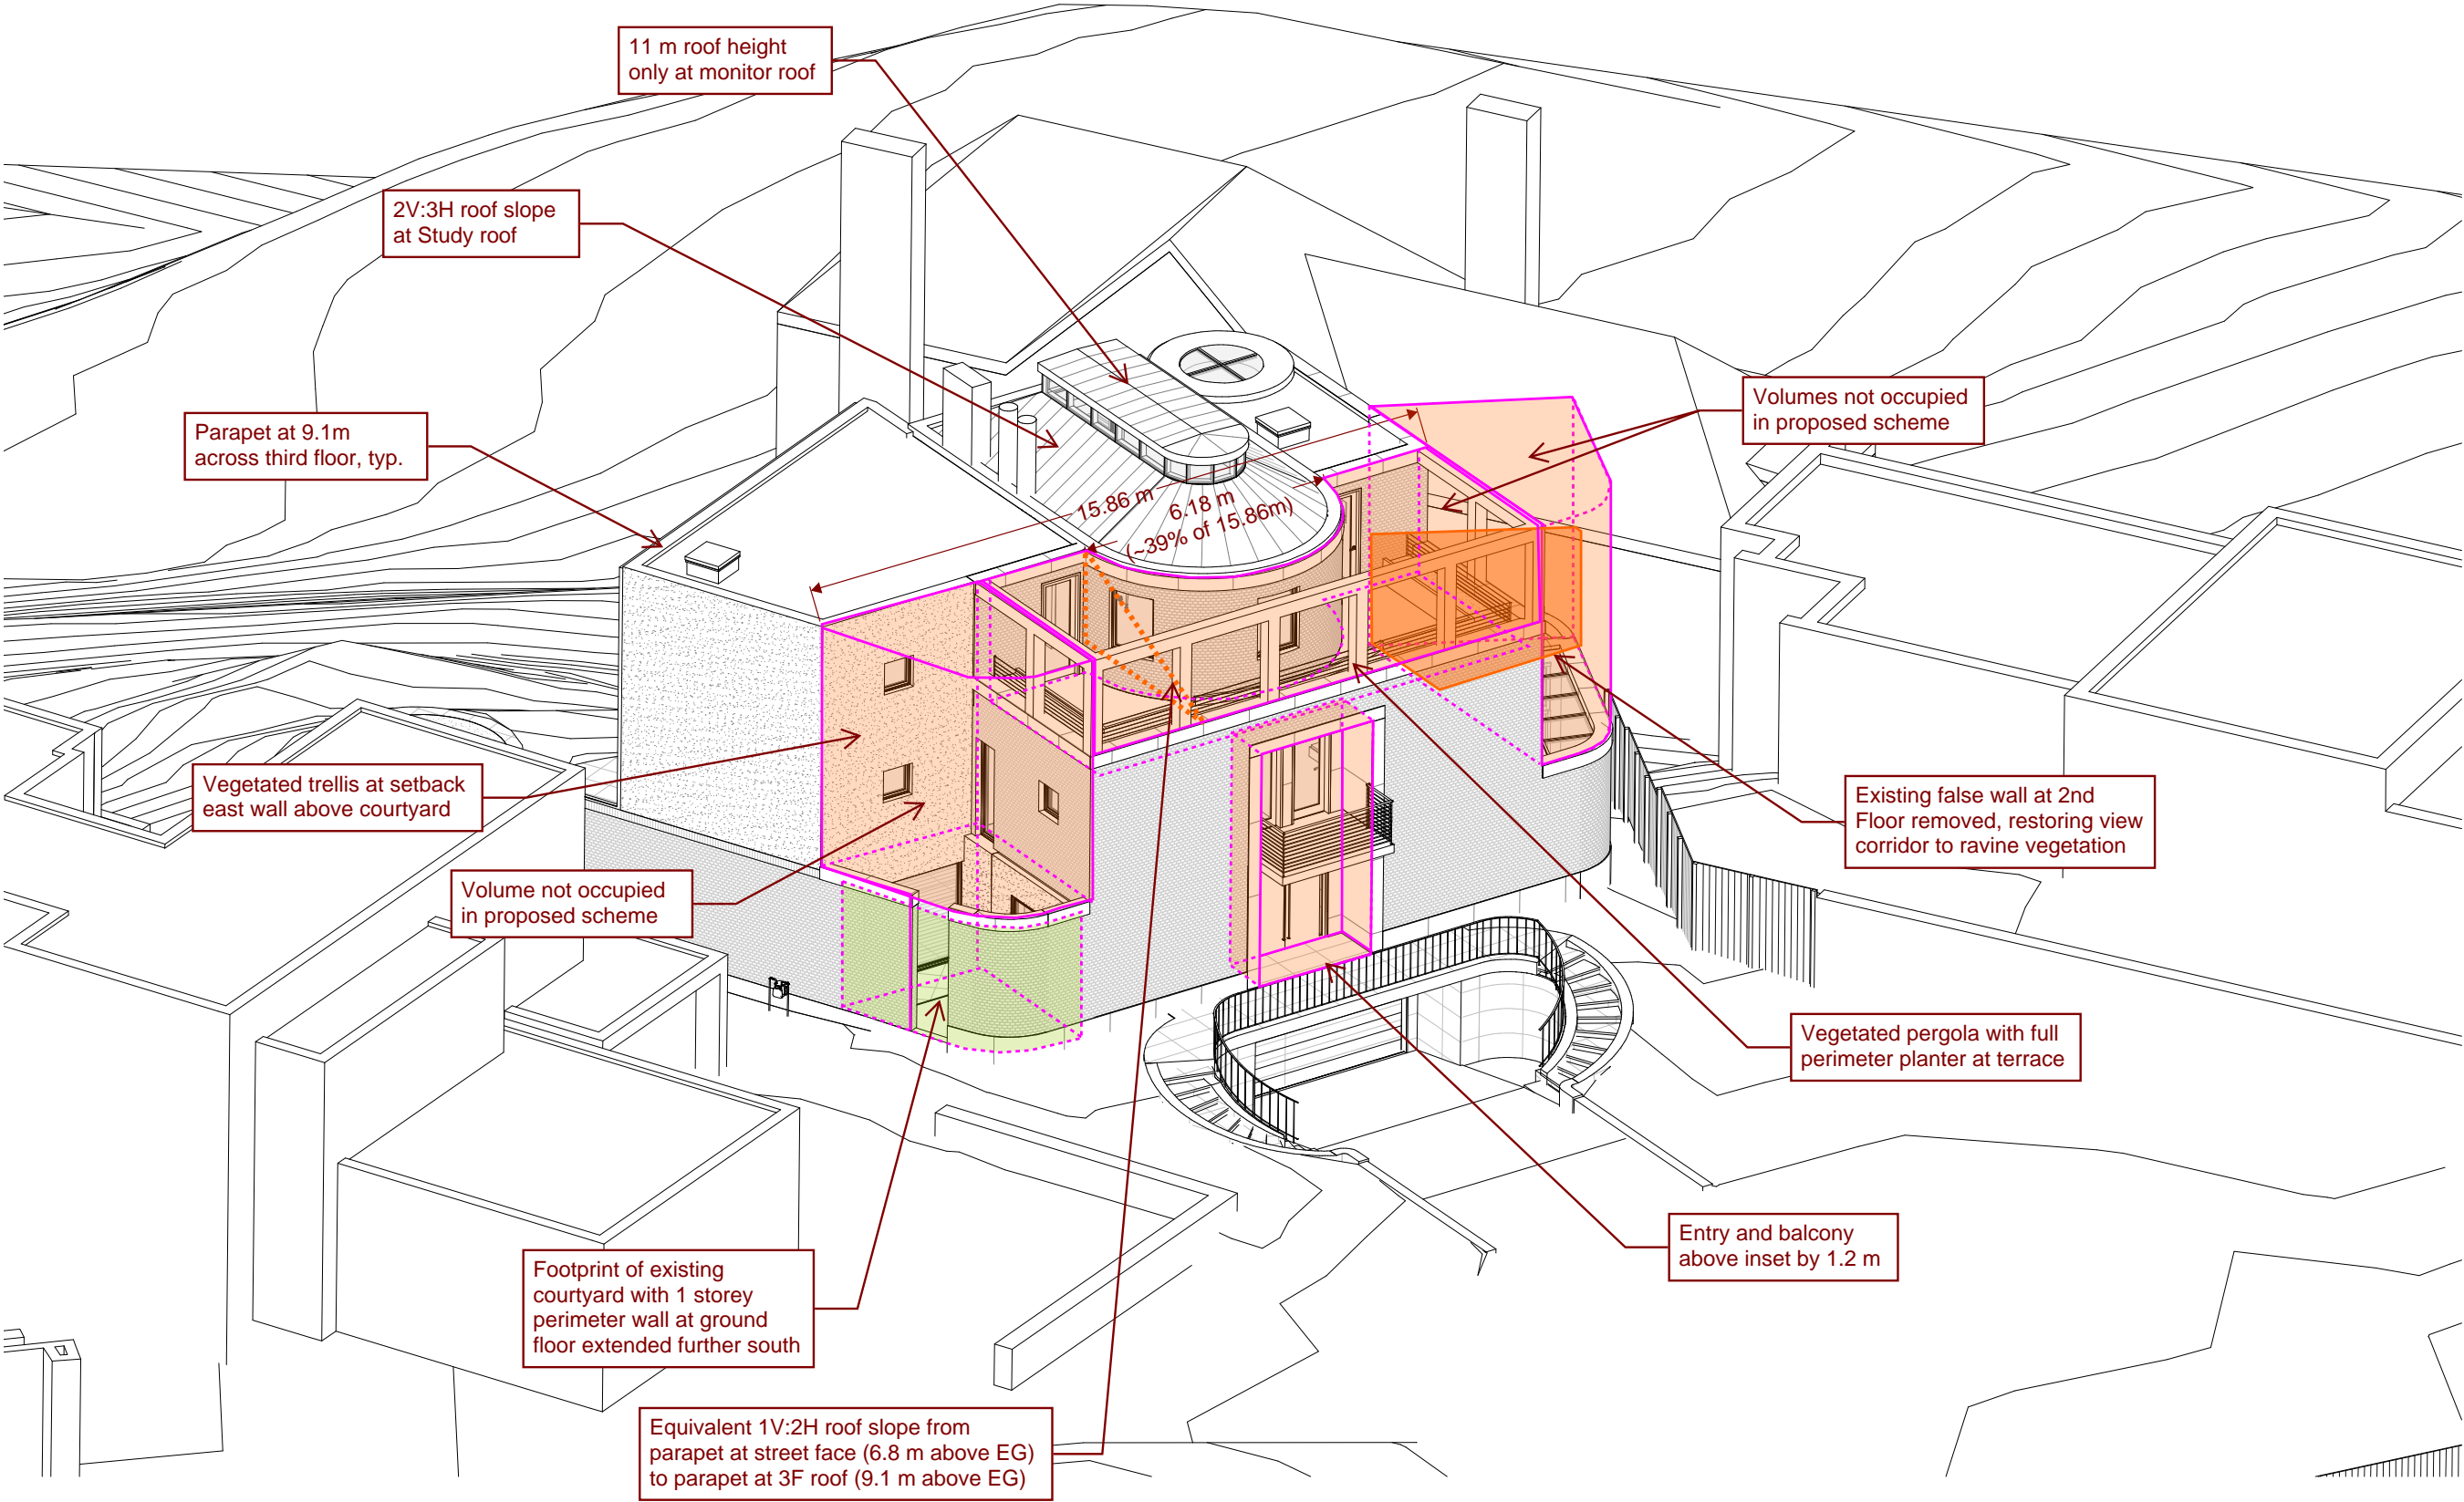 11 m roof height
only at monitor roof
2V:3H roof slope
at Study roof
Parapet at 9.1m
across third floor, typ.
Volumes not occupied
in proposed scheme
15.86 m
6.18 m
(~39% of 15.86m)
Vegetated trellis at setback
east wall above courtyard
Existing false wall at 2nd
Floor removed, restoring view
corridor to ravine vegetation
Volume not occupied
in proposed scheme
Vegetated pergola with full
perimeter planter at terrace
Entry and balcony
above inset by 1.2 m
Footprint of existing
courtyard with 1 storey
perimeter wall at ground
floor extended further south
Equivalent 1V:2H roof slope from
parapet at street face (6.8 m above EG)
to parapet at 3F roof (9.1 m above EG)